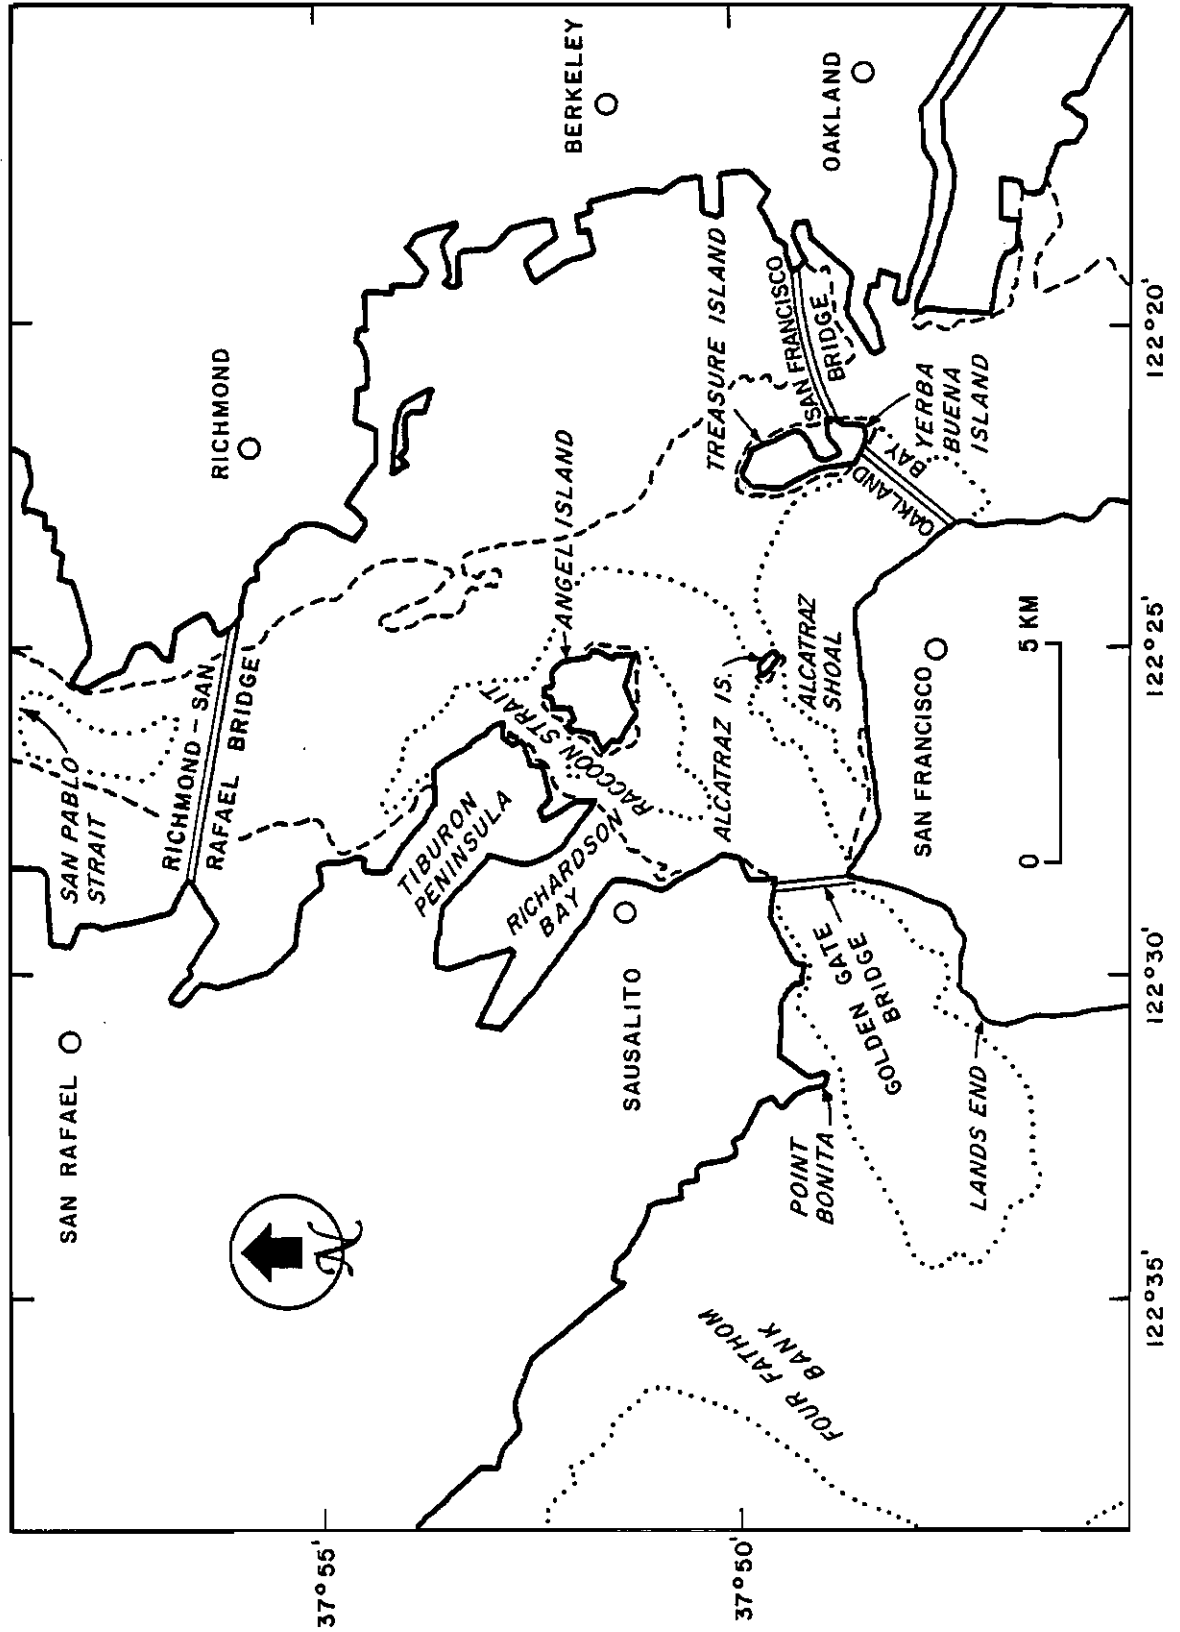 SAN RAFAEL
SAN PABLO
STRAIT
RICHMOND - SAN
RAFAEL BRIDGE
RICHMOND
BERKELEY
OAKLAND
TIBURON
PENINSULA
RICHARDSON
BAY
RACCOON STRAIT
ANGEL ISLAND
TREASURE ISLAND
SAN FRANCISCO
BRIDGE
OAKLAND
BAY
YERBA
BUENA
ISLAND
SAUSALITO
ALCATRAZ IS.
ALCATRAZ
SHOAL
GOLDEN GATE
BRIDGE
SAN FRANCISCO
POINT
BONITA
LANDS END
FOUR FATHOM
BANK
N
0 5 KM
37°55'
37°50'
122°35'
122°30'
122°25'
122°20'